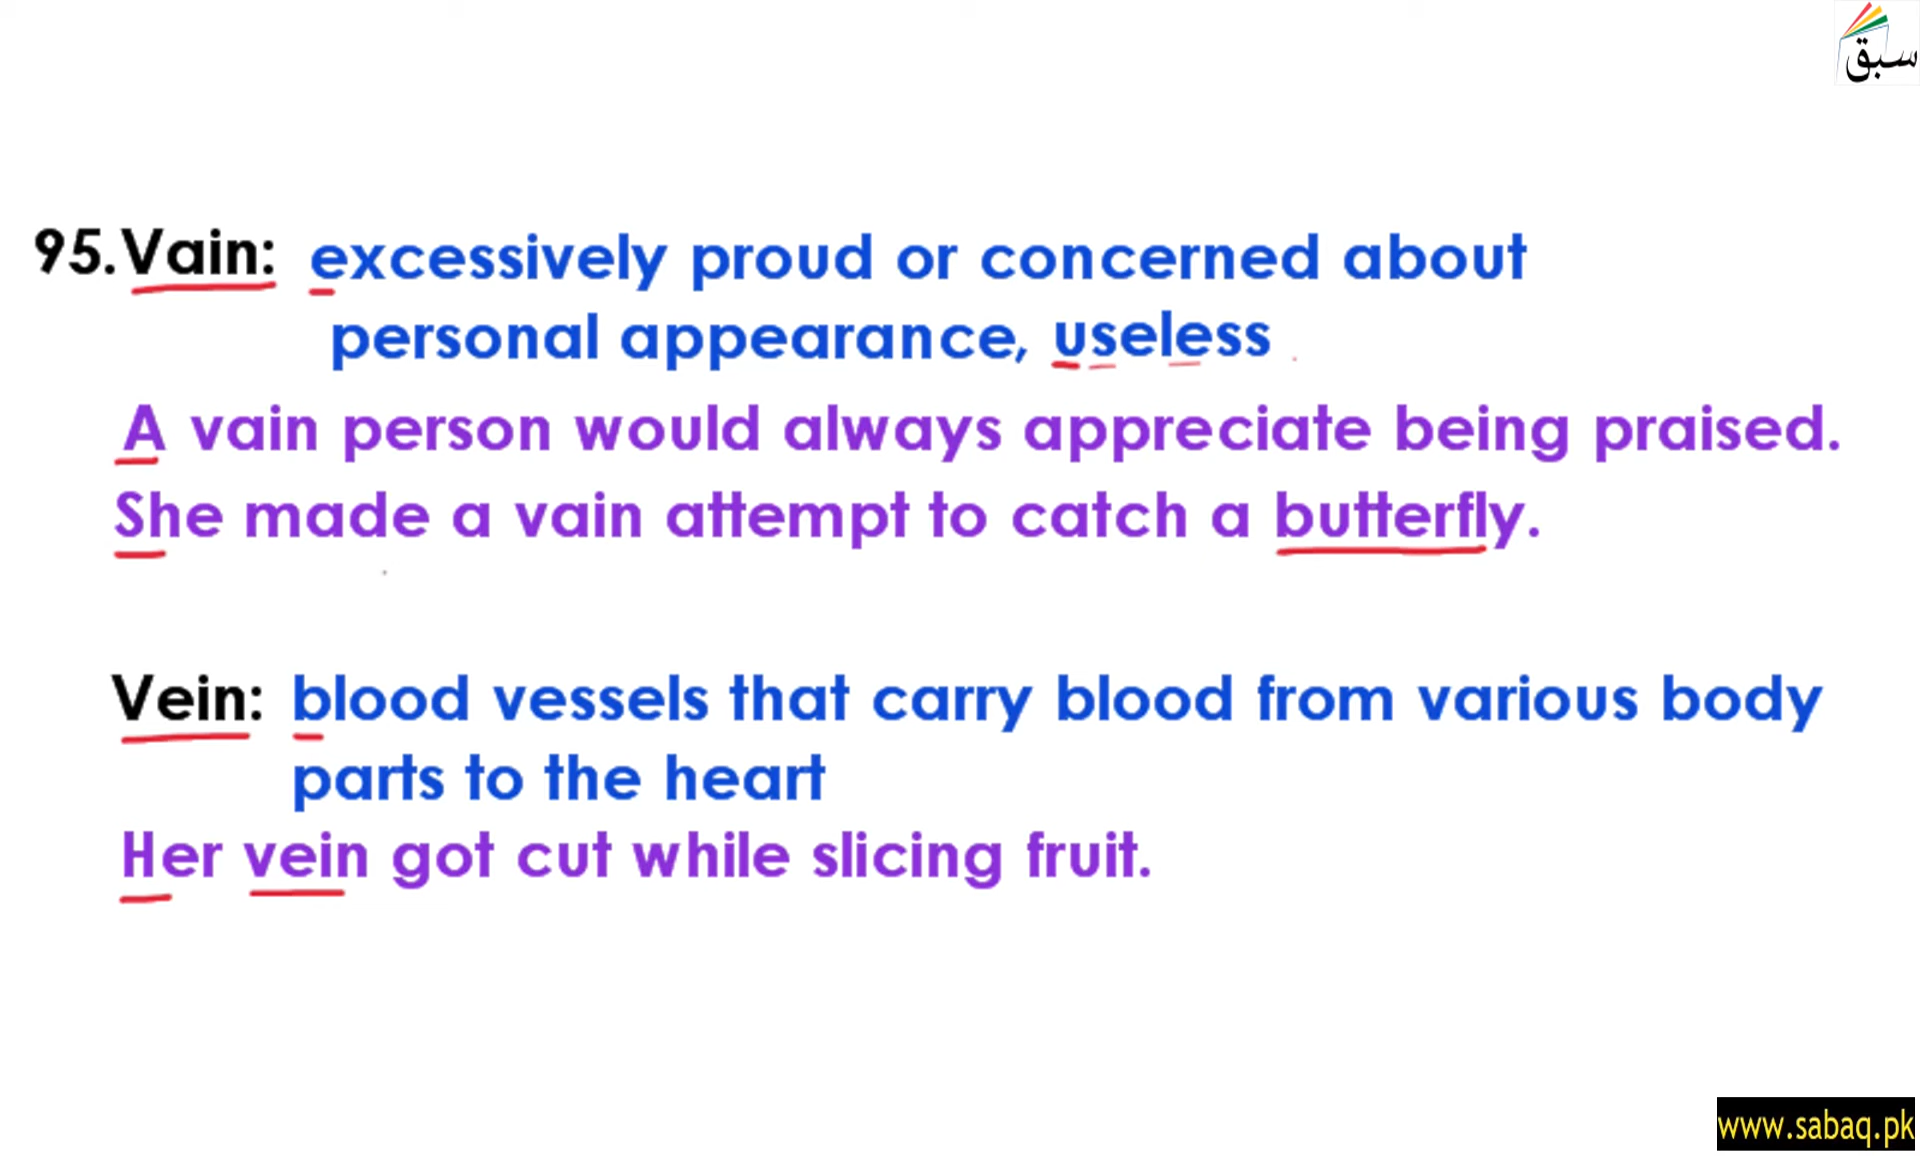 سبق
95.Vain: excessively proud or concerned about
personal appearance, useless
A vain person would always appreciate being praised.
She made a vain attempt to catch a butterfly.
Vein: blood vessels that carry blood from various body
parts to the heart
Her vein got cut while slicing fruit.
www.sabaq.pk